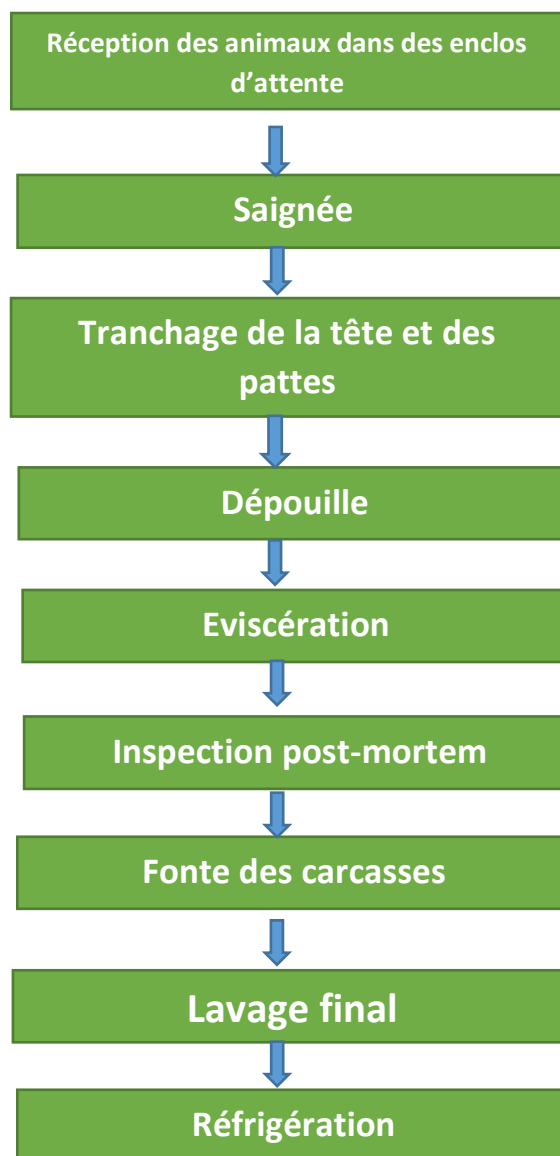 Réception des animaux dans des enclos
d’attente
Saignée
Tranchage de la tête et des
pattes
Dépouille
Eviscération
Inspection post-mortem
Fonte des carcasses
Lavage final
Réfrigération